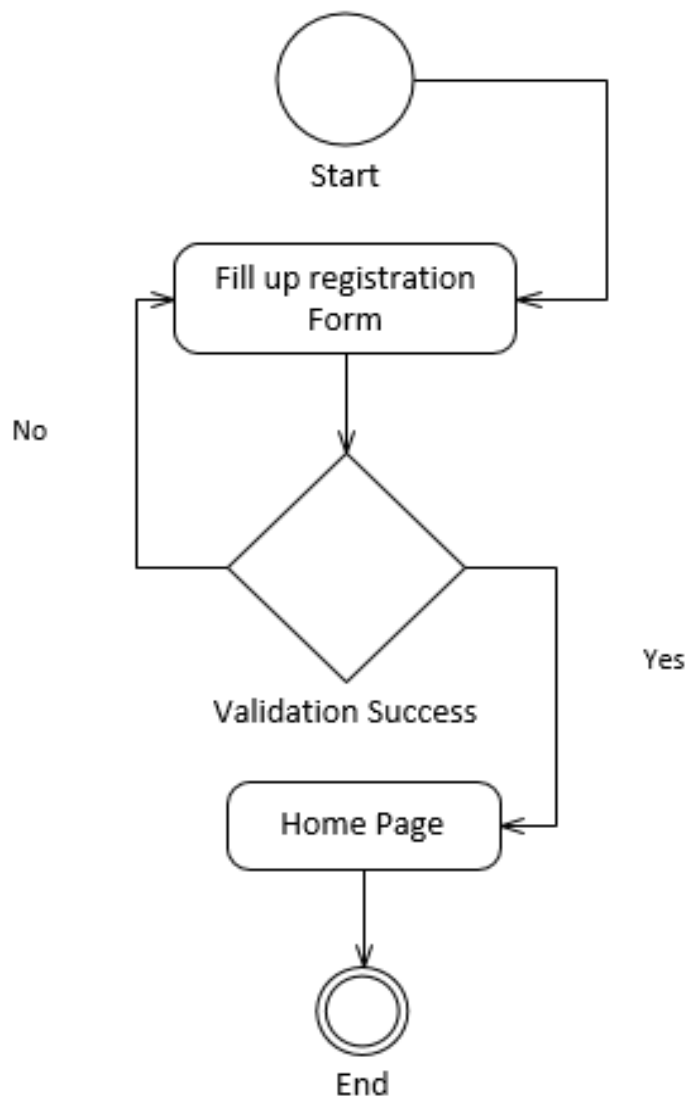 Start
Fill up registration
Form
No
Yes
Validation Success
Home Page
End